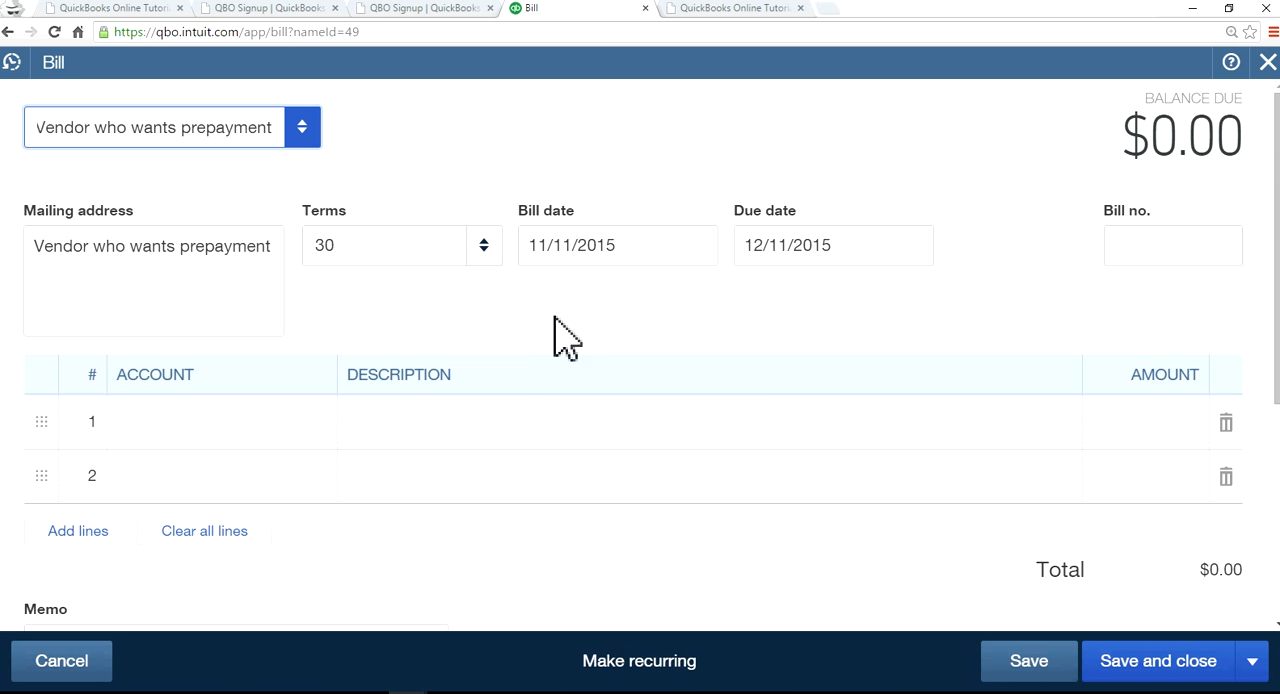 QuickBooks Online Tutori
QBO Signup | QuickBooks
QBO Signup | QuickBooks
Bill
QuickBooks Online Tutori
https://qbo.intuit.com/app/bill?nameId=49
Bill
BALANCE DUE
$0.00
Vendor who wants prepayment
Mailing address
Terms
Bill date
Due date
Bill no.
Vendor who wants prepayment
30
11/11/2015
12/11/2015
# ACCOUNT DESCRIPTION AMOUNT
1
2
Add lines
Clear all lines
Total $0.00
Memo
Cancel
Make recurring
Save
Save and close